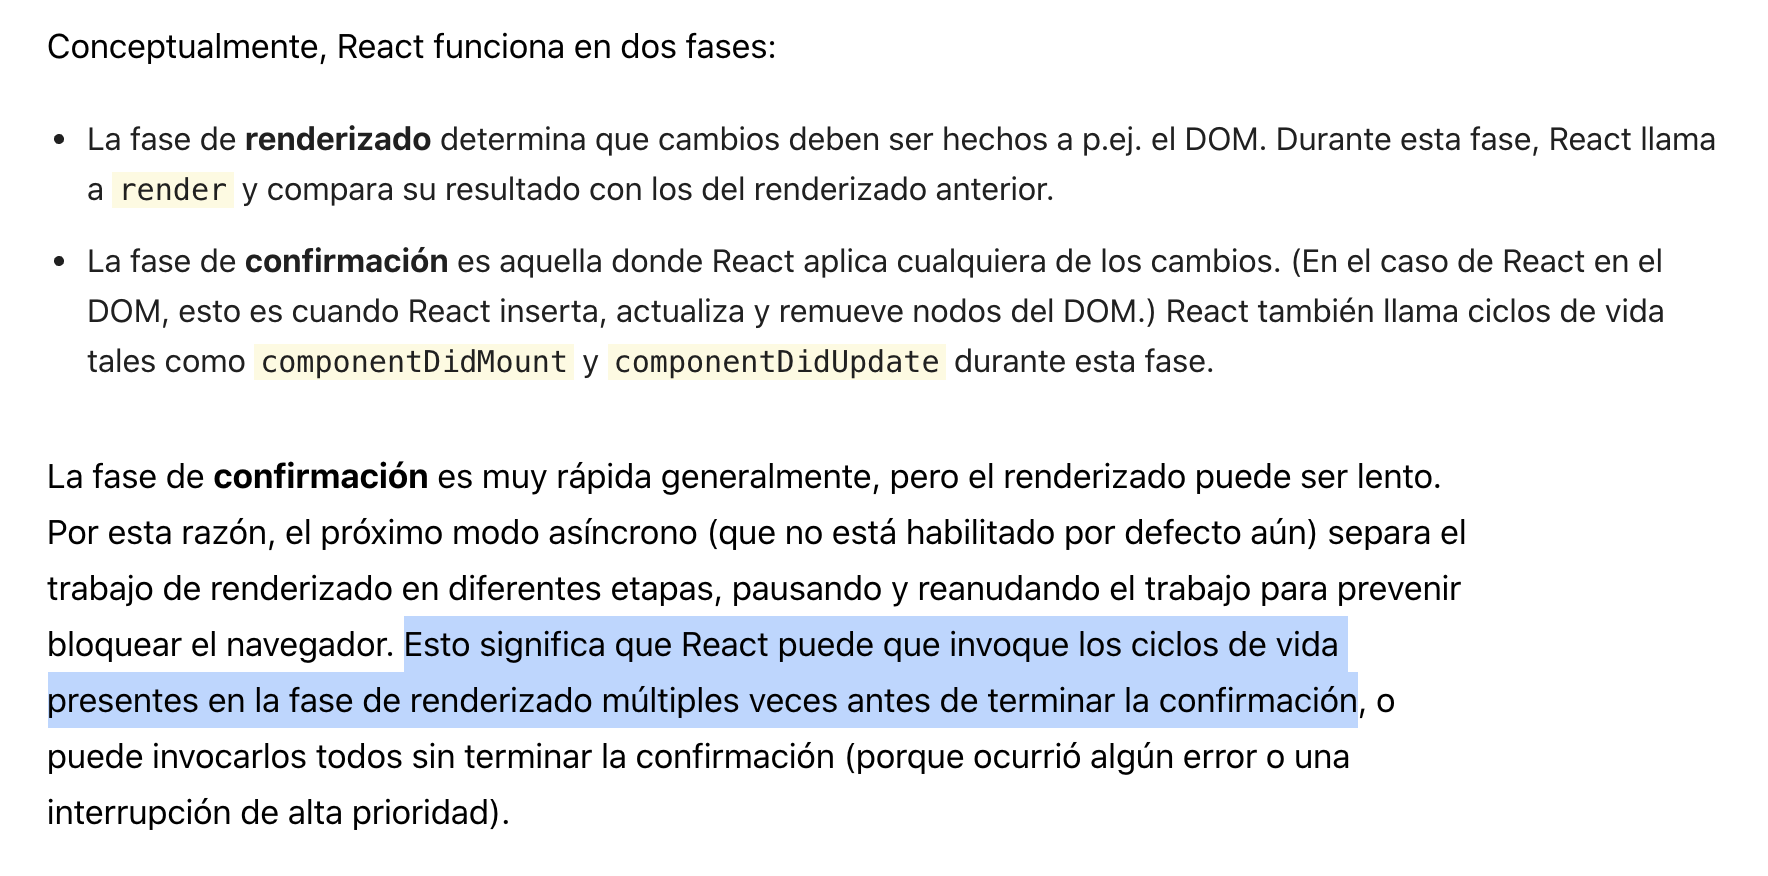 Conceptualmente, React funciona en dos fases:
• La fase de renderizado determina que cambios deben ser hechos a p.ej. el DOM. Durante esta fase, React llama
a render y compara su resultado con los del renderizado anterior.
• La fase de confirmación es aquella donde React aplica cualquiera de los cambios. (En el caso de React en el
DOM, esto es cuando React inserta, actualiza y remueve nodos del DOM.) React también llama ciclos de vida
tales como componentDidMount y componentDidUpdate durante esta fase.
La fase de confirmación es muy rápida generalmente, pero el renderizado puede ser lento.
Por esta razón, el próximo modo asíncrono (que no está habilitado por defecto aún) separa el
trabajo de renderizado en diferentes etapas, pausando y reanudando el trabajo para prevenir
bloquear el navegador. Esto significa que React puede que invoque los ciclos de vida
presentes en la fase de renderizado múltiples veces antes de terminar la confirmación, o
puede invocarlos todos sin terminar la confirmación (porque ocurrió algún error o una
interrupción de alta prioridad).